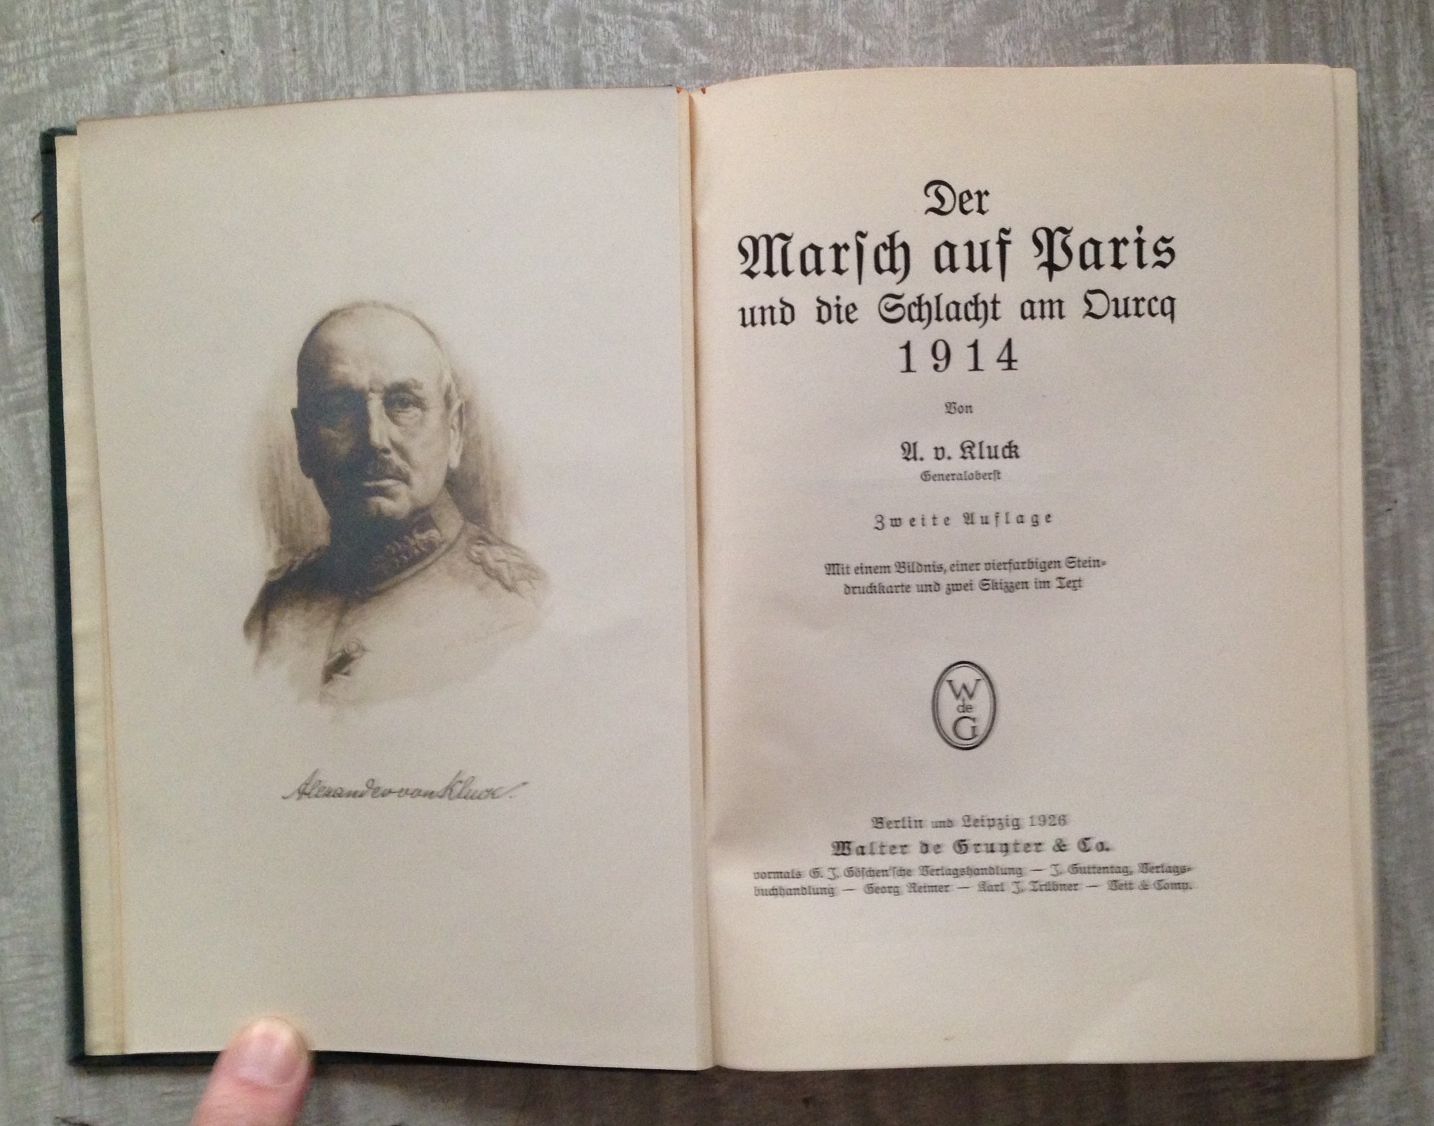 Alexander von Kluck.
Der
Marſch auf Paris
und die Schlacht am Ourcq
1914
Von
A. v. Kluck
Generaloberſt
Zweite Auflage
Mit einem Bildnis, einer vierfarbigen Stein-
druckkarte und zwei Skizzen im Text
W
de
G
Berlin und Leipzig 1926
Walter de Gruyter & Co.
vormals G. J. Göſchen'ſche Verlagshandlung — J. Guttentag, Verlags-
buchhandlung — Georg Reimer — Karl J. Trübner — Veit & Comp.